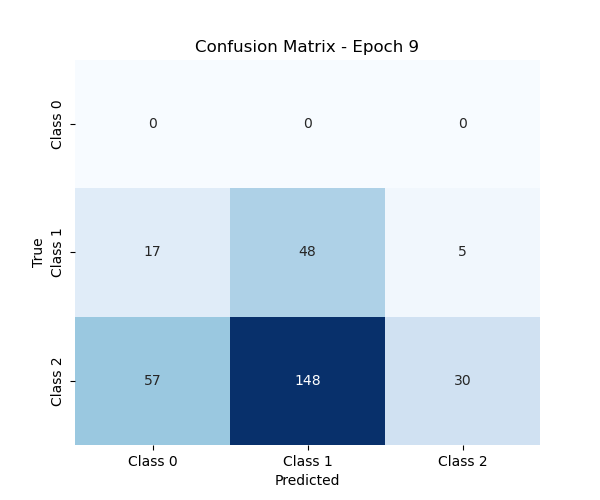 Confusion Matrix - Epoch 9
True
Class 0
0 0 0
Class 1
17 48 5
Class 2
57 148 30
Class 0 Class 1 Class 2
Predicted